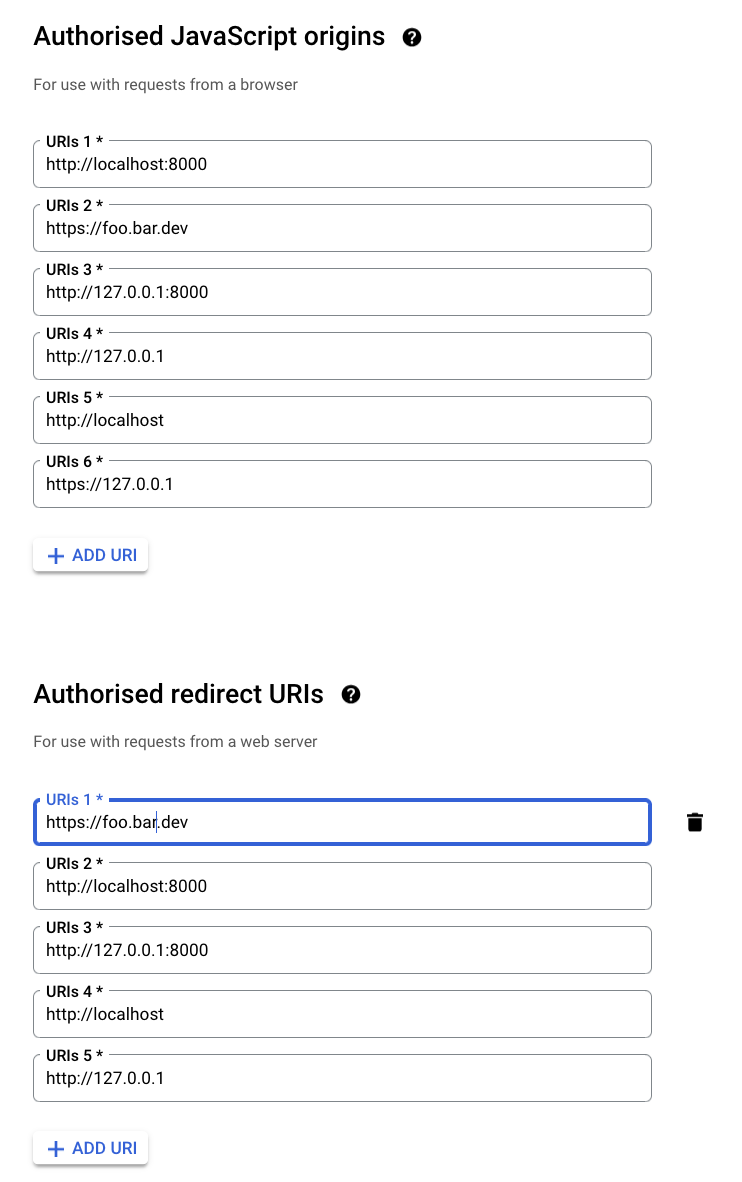 Authorised JavaScript origins
For use with requests from a browser
URIs 1 *
http://localhost:8000
URIs 2 *
https://foo.bar.dev
URIs 3 *
http://127.0.0.1:8000
URIs 4 *
http://127.0.0.1
URIs 5 *
http://localhost
URIs 6 *
https://127.0.0.1
+ ADD URI
Authorised redirect URIs
For use with requests from a web server
URIs 1 *
https://foo.bar.dev
URIs 2 *
http://localhost:8000
URIs 3 *
http://127.0.0.1:8000
URIs 4 *
http://localhost
URIs 5 *
http://127.0.0.1
+ ADD URI